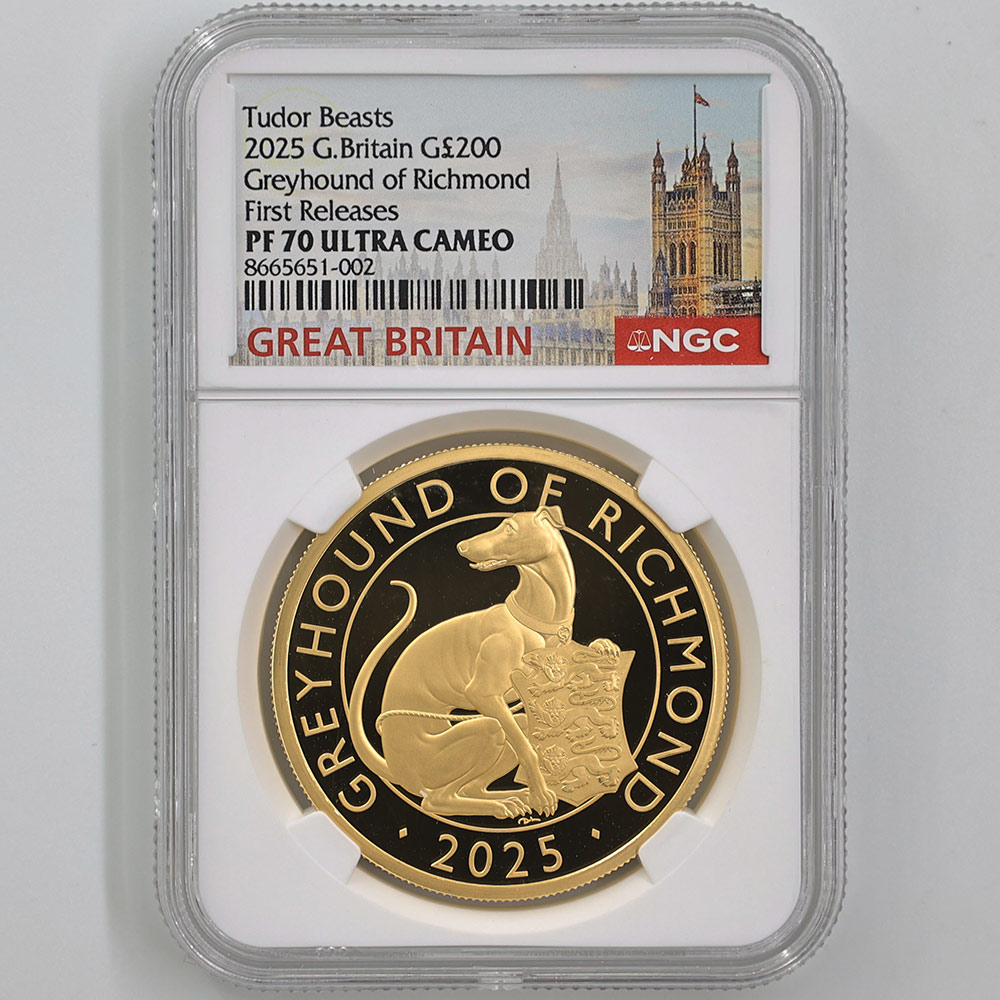 Tudor Beasts
2025 G.Britain G£200
Greyhound of Richmond
First Releases
PF 70 ULTRA CAMEO
8665651-002
GREAT BRITAIN
NGC
GREYHOUND OF RICHMOND
· 2025 ·